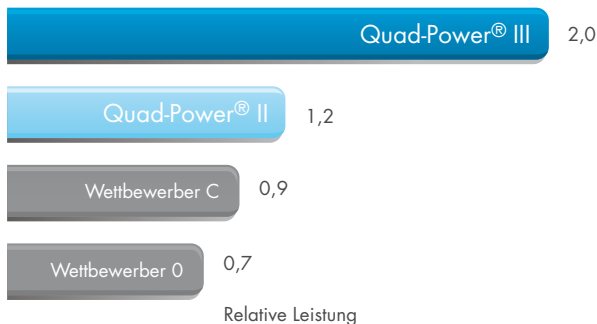 Quad-Power® III 2,0
Quad-Power® II 1,2
Wettbewerber C 0,9
Wettbewerber 0 0,7
Relative Leistung